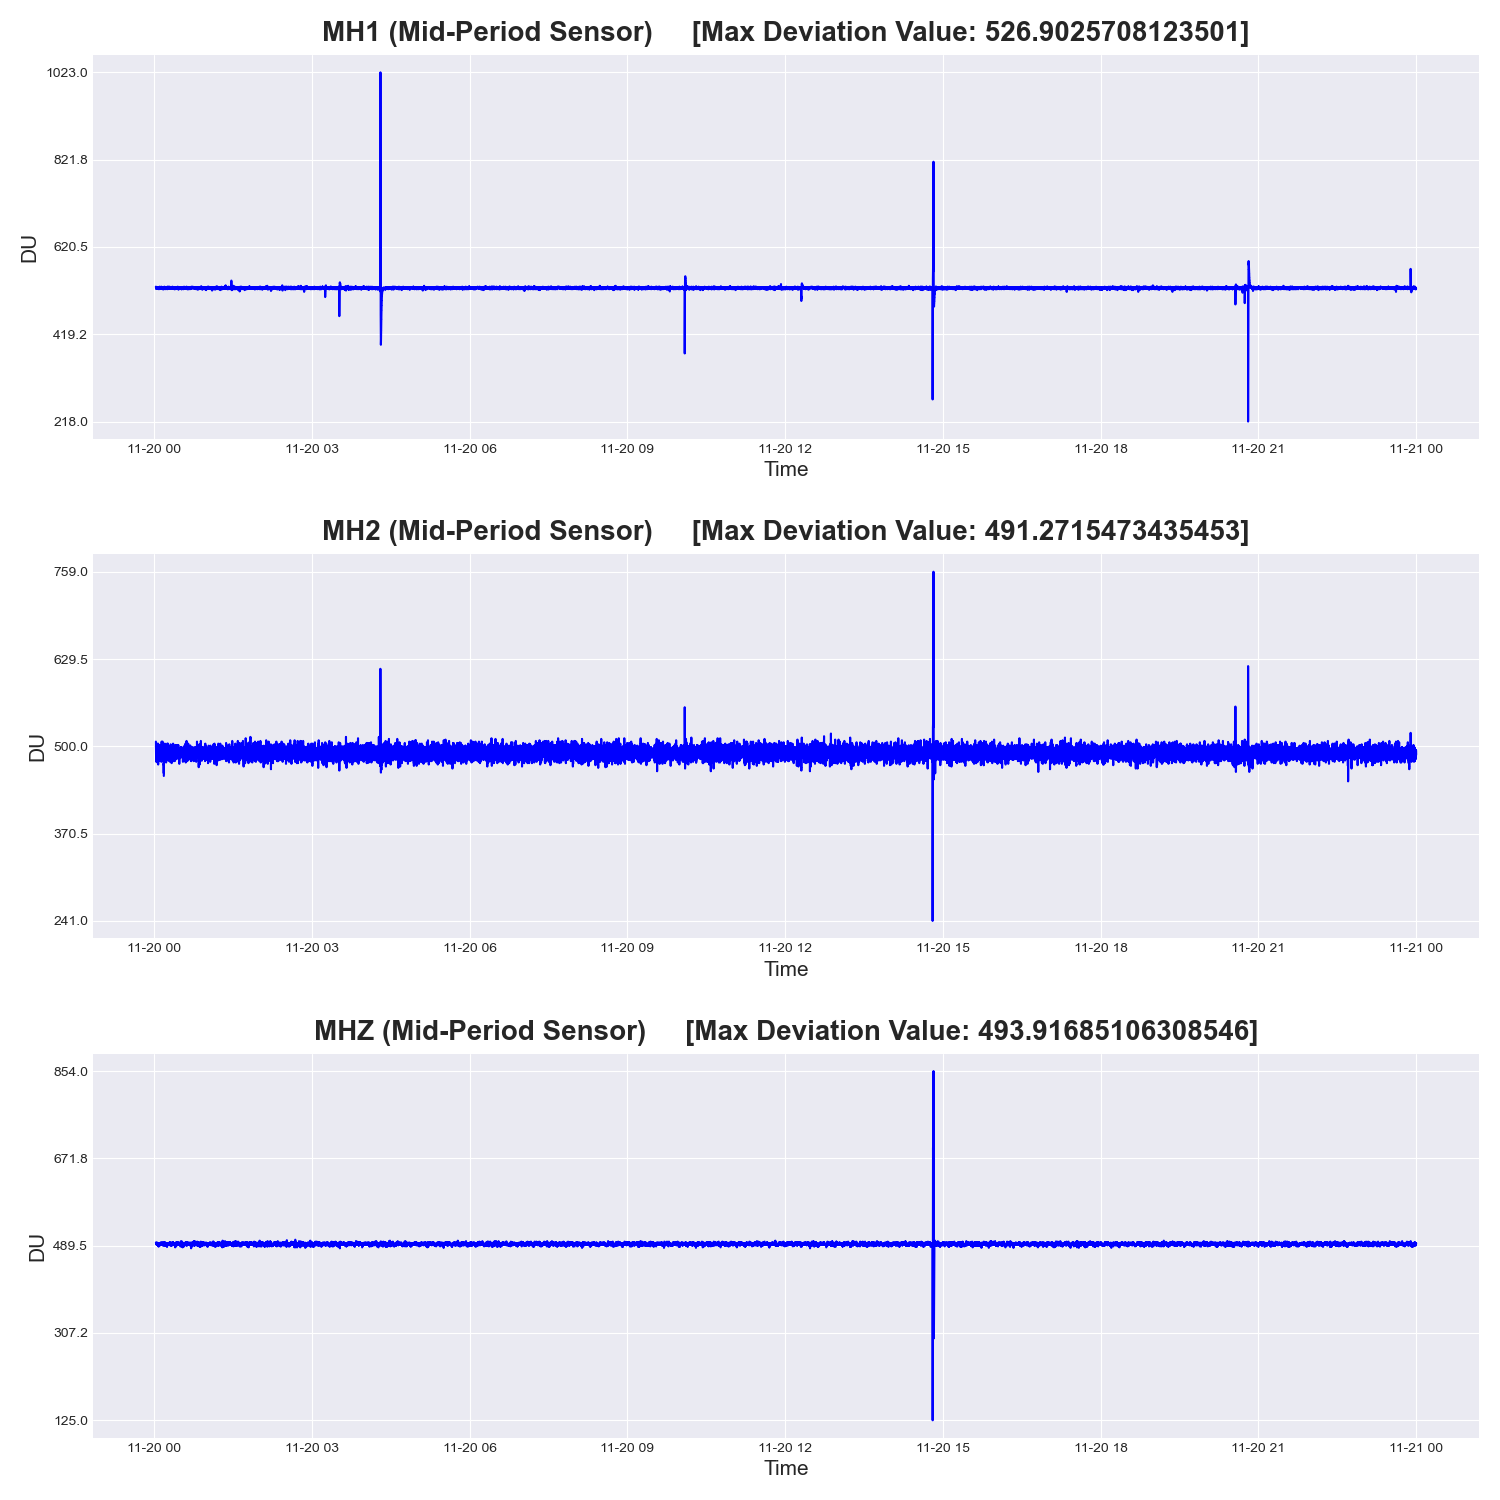 MH1 (Mid-Period Sensor) [Max Deviation Value: 526.9025708123501]
1023.0
821.8
620.5
419.2
218.0
DU
11-20 00 11-20 03 11-20 06 11-20 09 11-20 12 11-20 15 11-20 18 11-20 21 11-21 00
Time
MH2 (Mid-Period Sensor) [Max Deviation Value: 491.2715473435453]
759.0
629.5
500.0
370.5
241.0
DU
11-20 00 11-20 03 11-20 06 11-20 09 11-20 12 11-20 15 11-20 18 11-20 21 11-21 00
Time
MHZ (Mid-Period Sensor) [Max Deviation Value: 493.91685106308546]
854.0
671.8
489.5
307.2
125.0
DU
11-20 00 11-20 03 11-20 06 11-20 09 11-20 12 11-20 15 11-20 18 11-20 21 11-21 00
Time